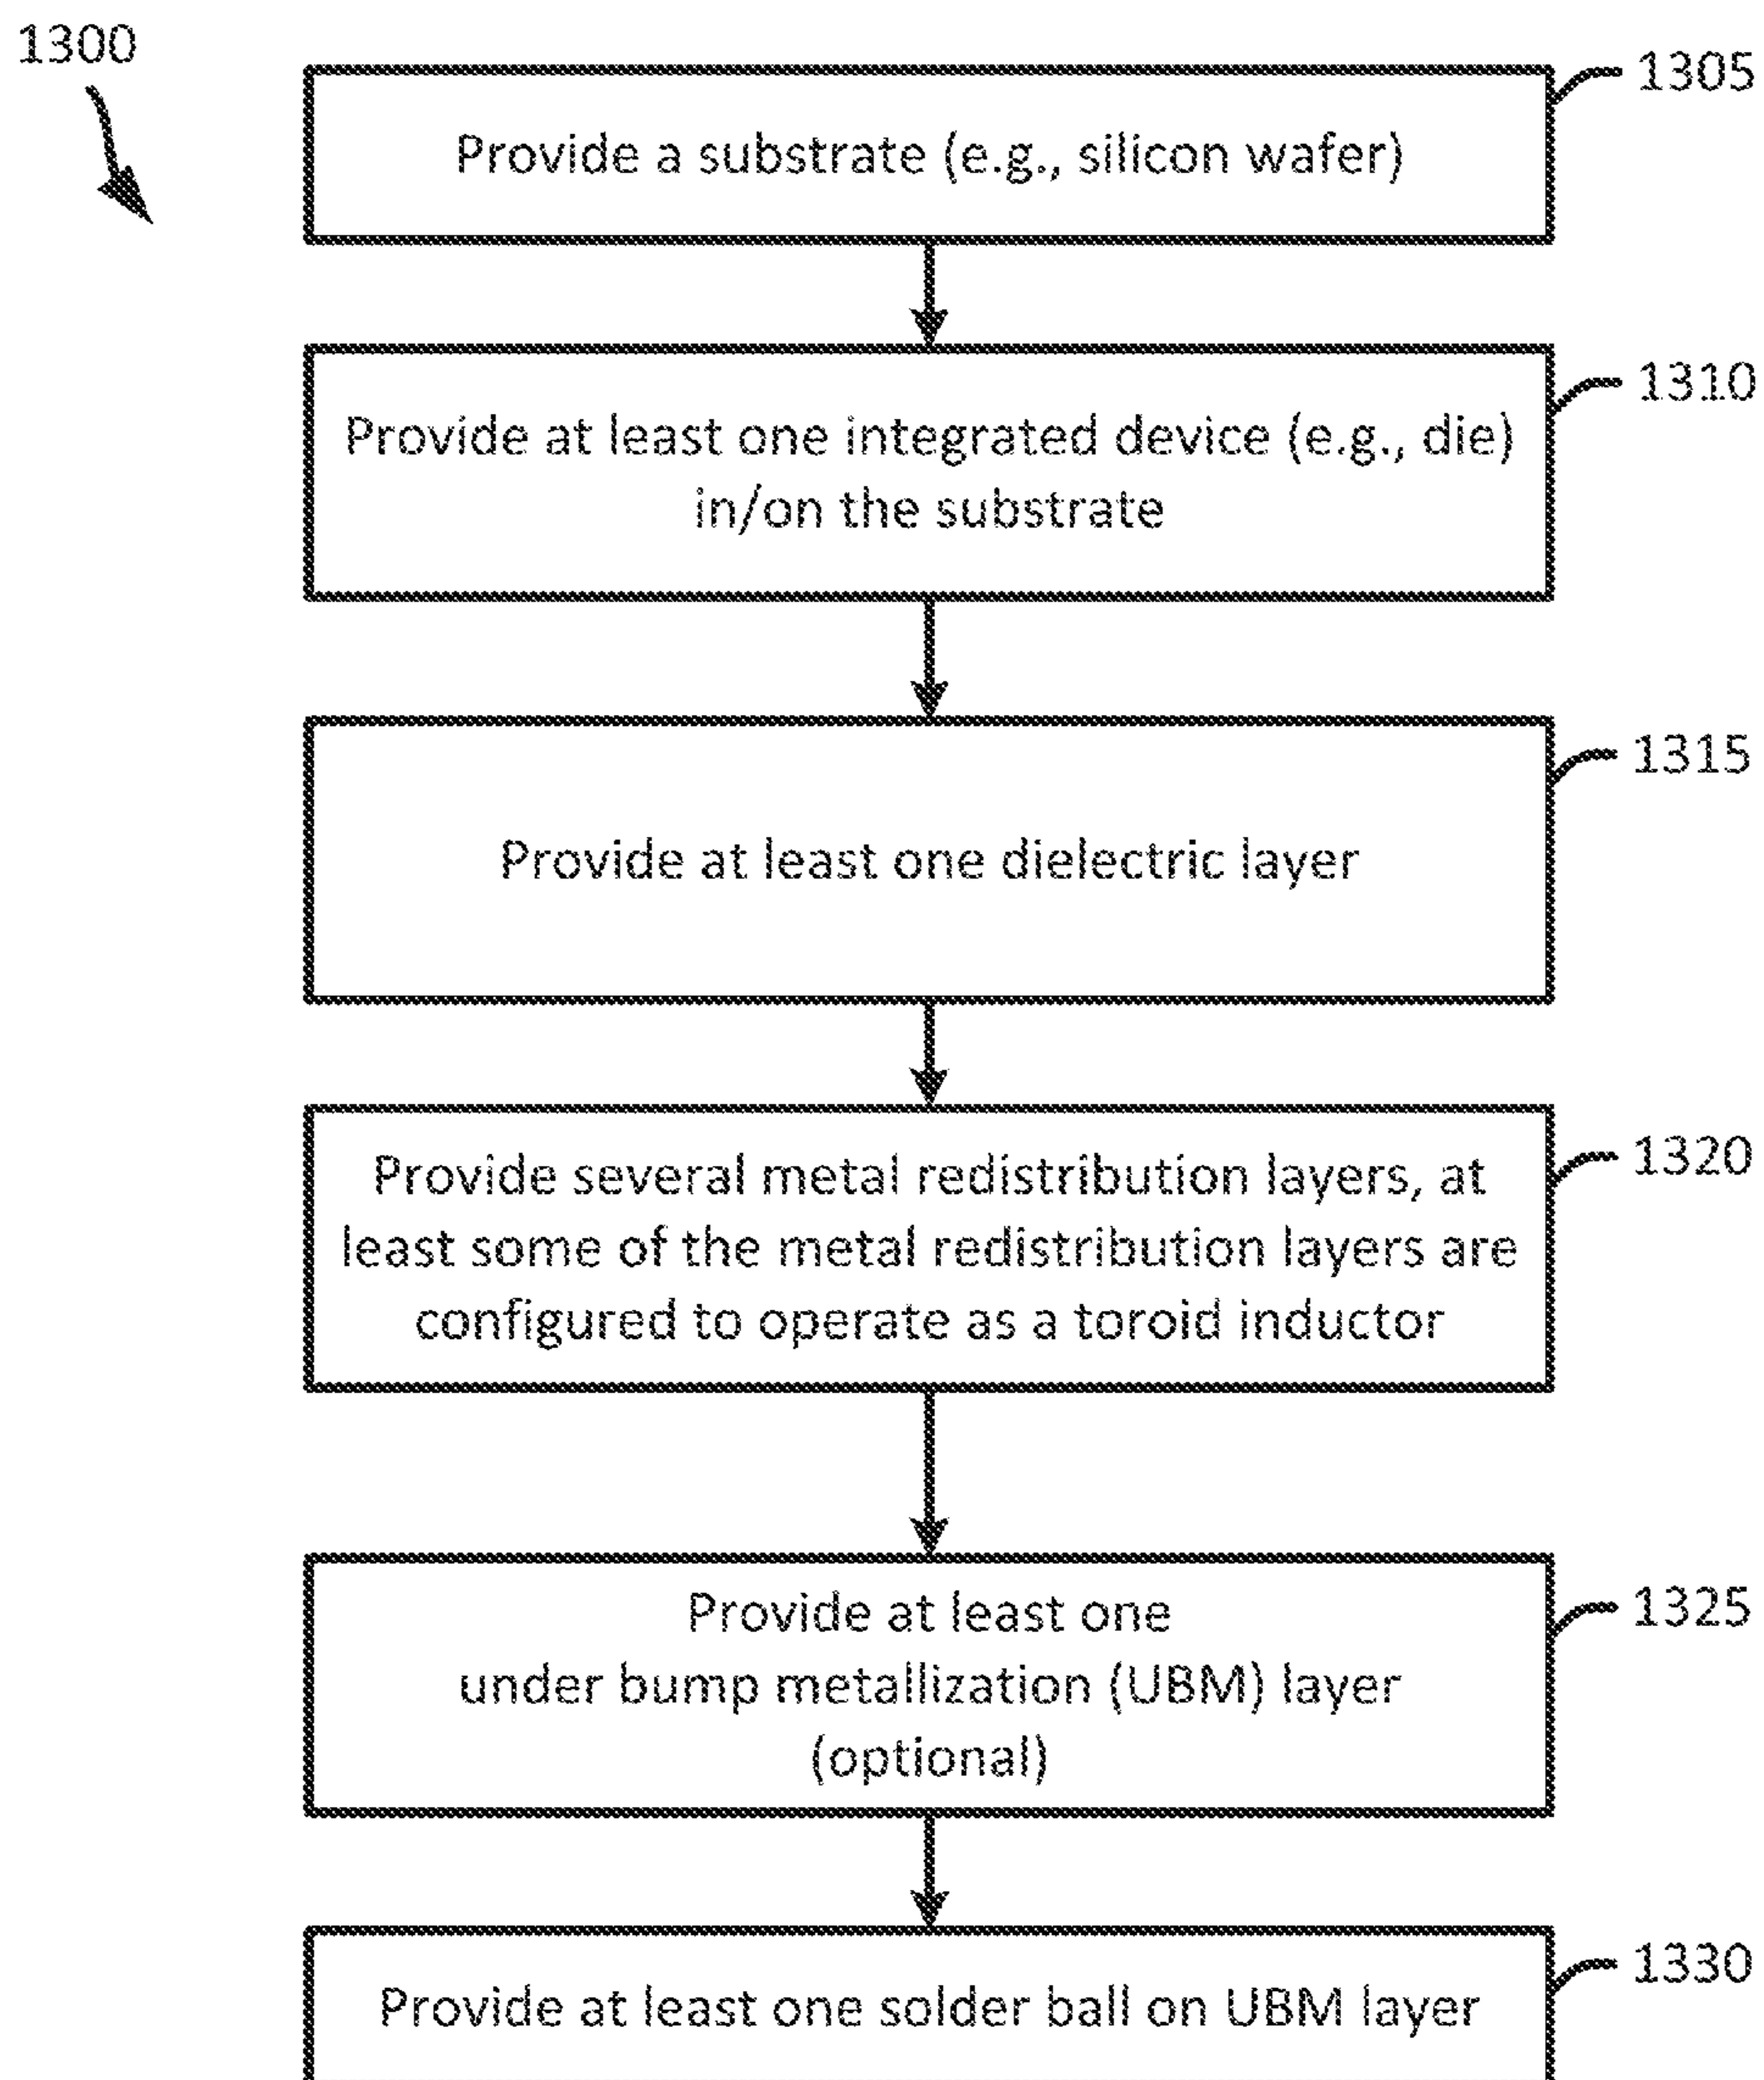 1300
1305
Provide a substrate (e.g., silicon wafer)
1310
Provide at least one integrated device (e.g., die)
in/on the substrate
1315
Provide at least one dielectric layer
1320
Provide several metal redistribution layers, at
least some of the metal redistribution layers are
configured to operate as a toroid inductor
1325
Provide at least one
under bump metallization (UBM) layer
(optional)
1330
Provide at least one solder ball on UBM layer